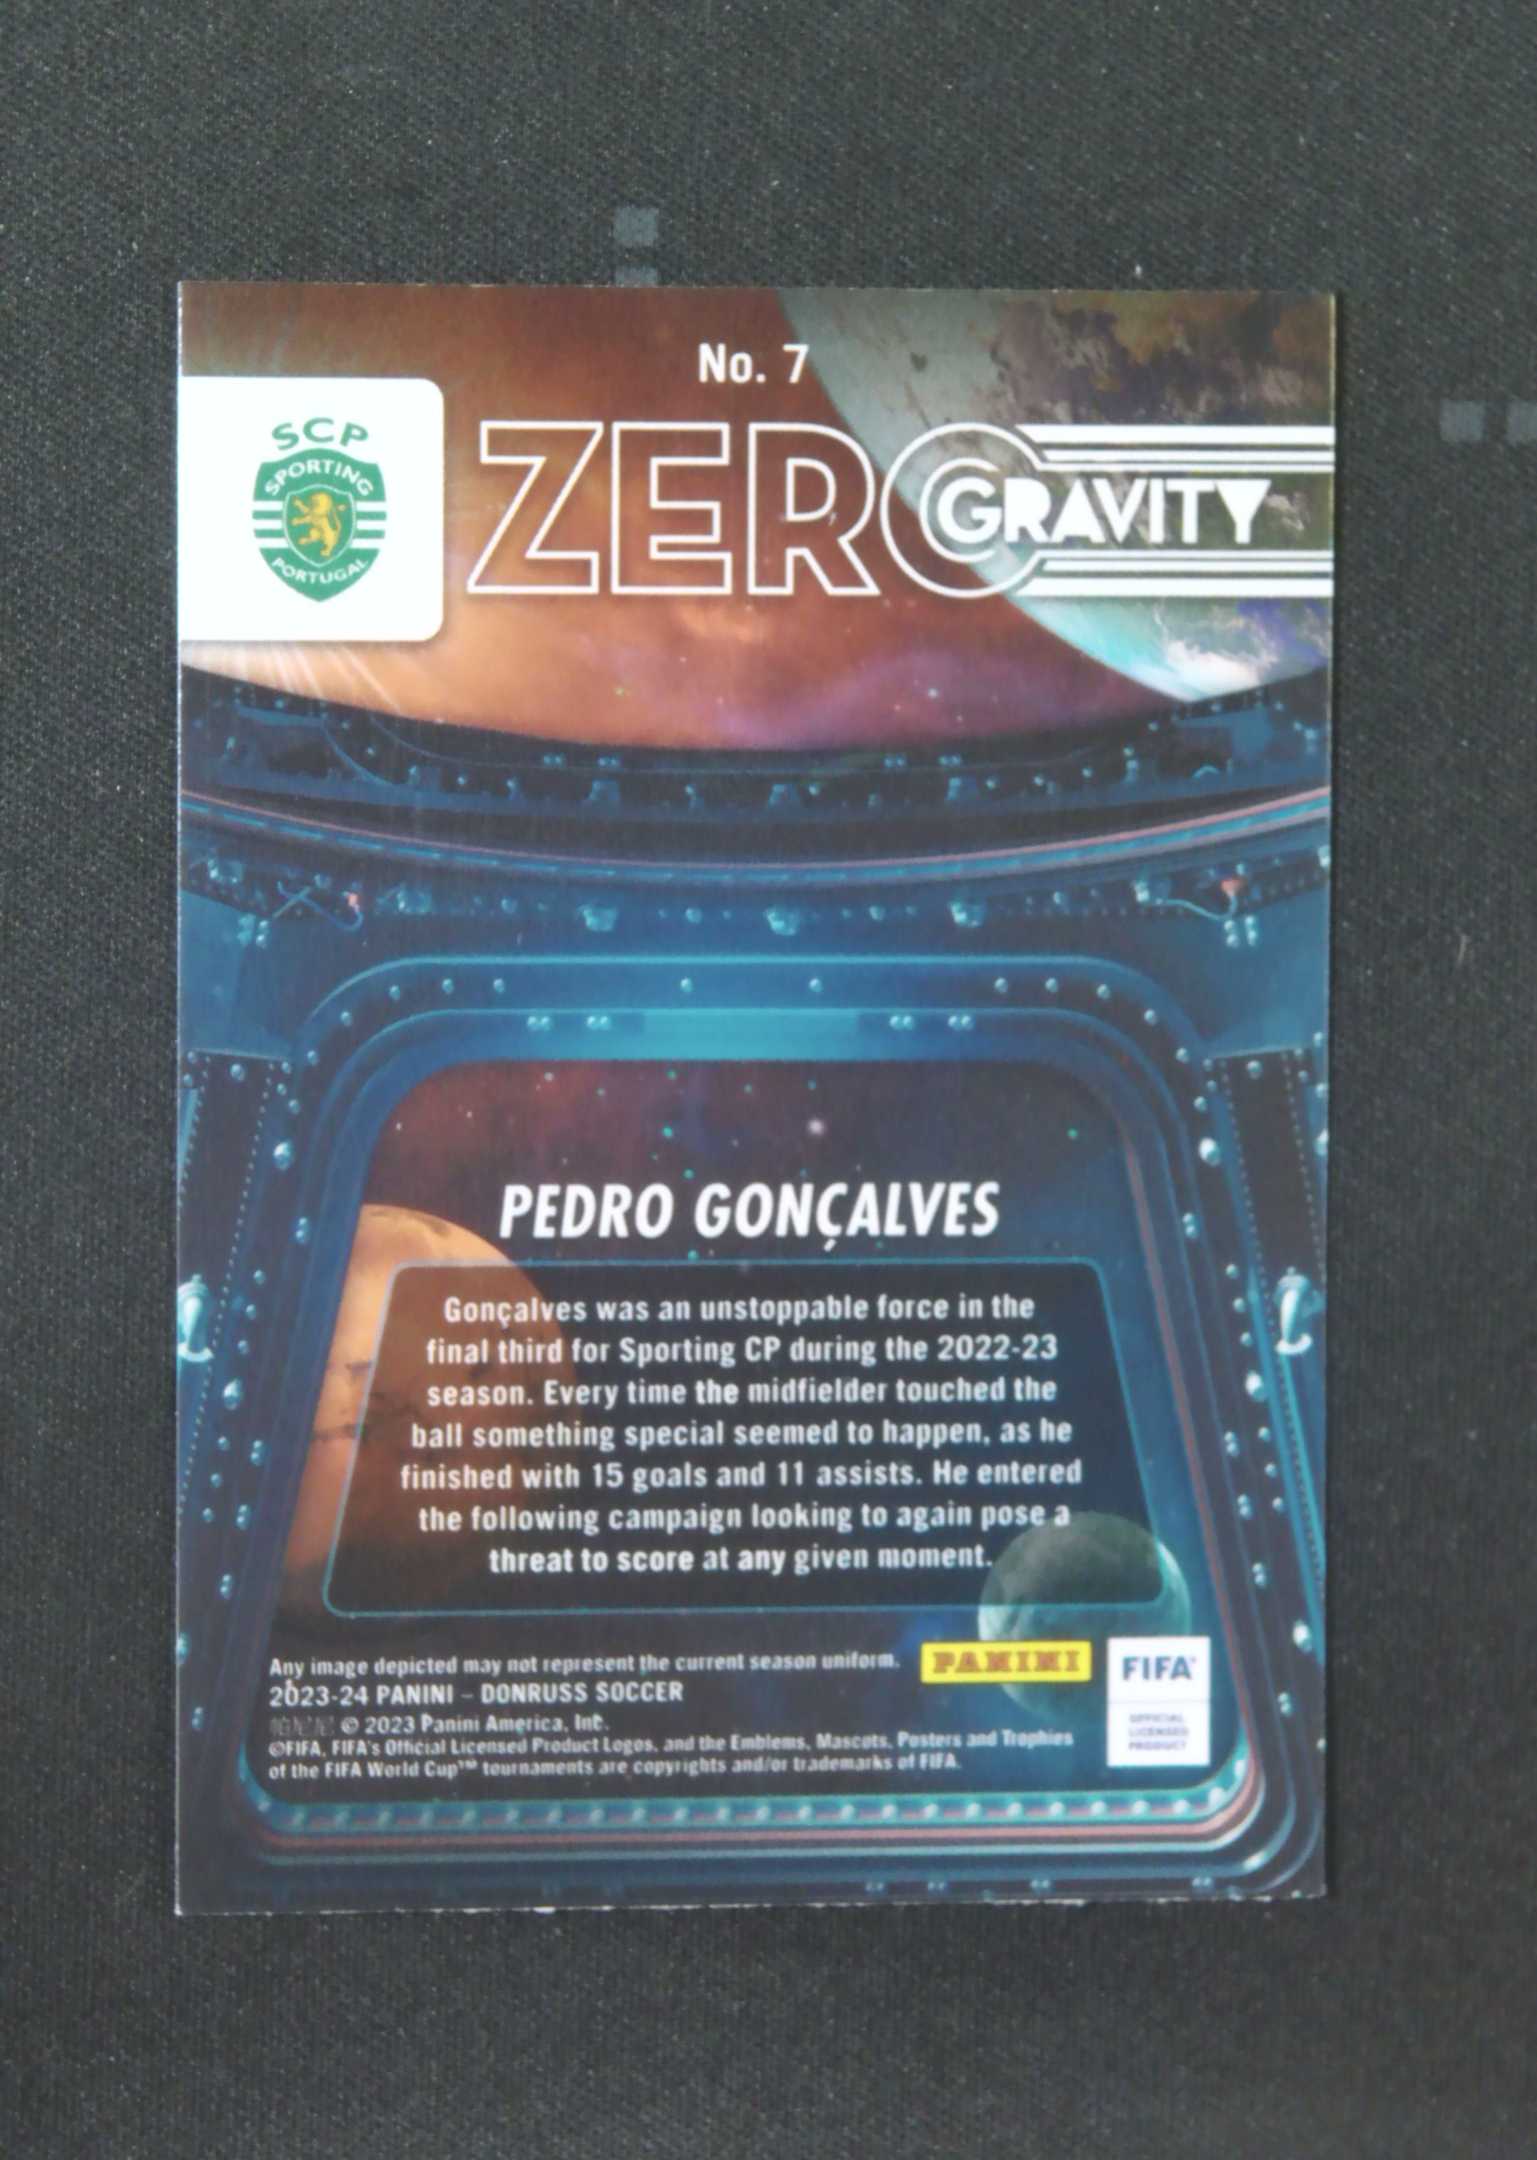 No. 7
SCP
SPORTING
PORTUGAL
ZERO
GRAVITY
PEDRO GONÇALVES
Gonçalves was an unstoppable force in the
final third for Sporting CP during the 2022-23
season. Every time the midfielder touched the
ball something special seemed to happen, as he
finished with 15 goals and 11 assists. He entered
the following campaign looking to again pose a
threat to score at any given moment.
Any image depicted may not represent the current season uniform.
2023-24 PANINI – DONRUSS SOCCER
© 2023 Panini America, Inc.
©FIFA, FIFA's Official Licensed Product Logos, and the Emblems, Mascots, Posters and Trophies
of the FIFA World Cup™ tournaments are copyrights and/or trademarks of FIFA.
PANINI
FIFA
OFFICIAL
LICENSED
PRODUCT